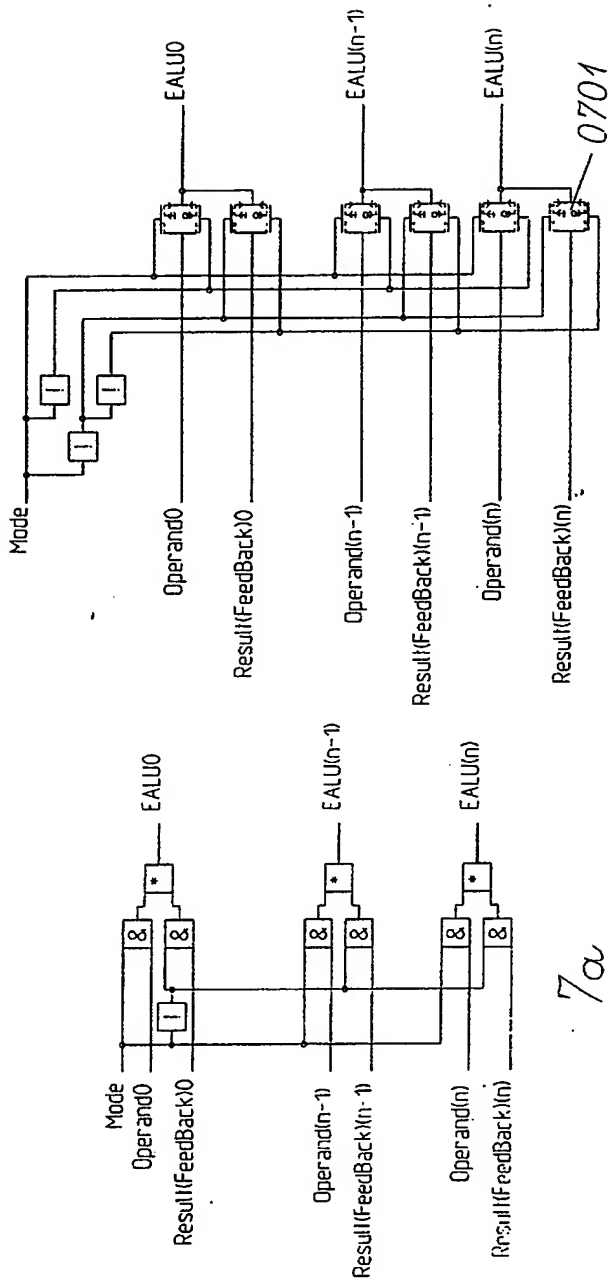 Mode
Operand0
Result(FeedBack)0
Operand(n-1)
Result(FeedBack)(n-1)
Operand(n)
Result(FeedBack)(n)
!
!
!
EALU0
EALU(n-1)
EALU(n)
0701
Mode
Operand0
Result(FeedBack)0
Operand(n-1)
Result(FeedBack)(n-1)
Operand(n)
Result(FeedBack)(n)
&
&
!
*
EALU0
&
&
*
EALU(n-1)
&
&
*
EALU(n)
7a